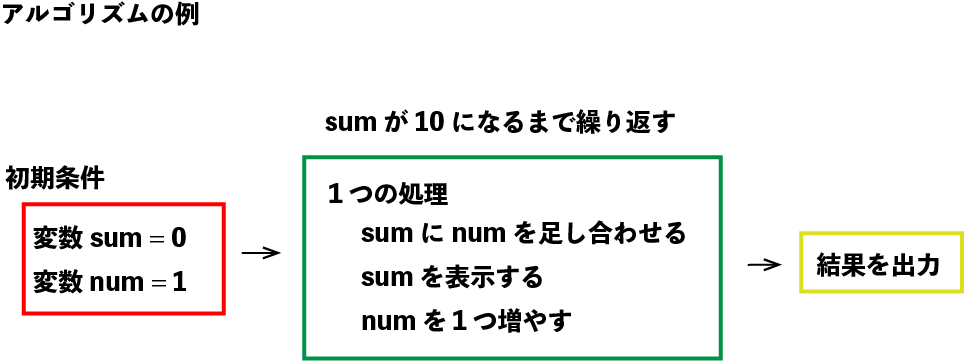 アルゴリズムの例
sum が 10 になるまで繰り返す
初期条件
変数 sum = 0
変数 num = 1
1 つの処理
sum に num を足し合わせる
sum を表示する
num を 1 つ増やす
結果を出力